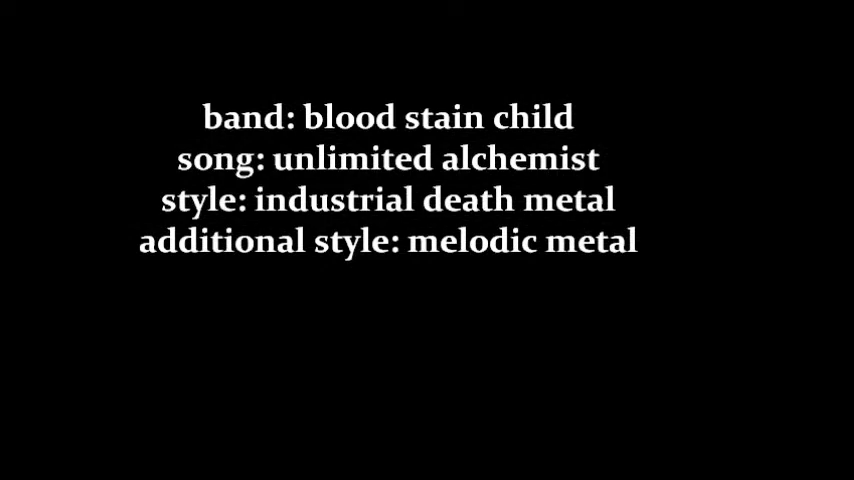 band: blood stain child
song: unlimited alchemist
style: industrial death metal
additional style: melodic metal